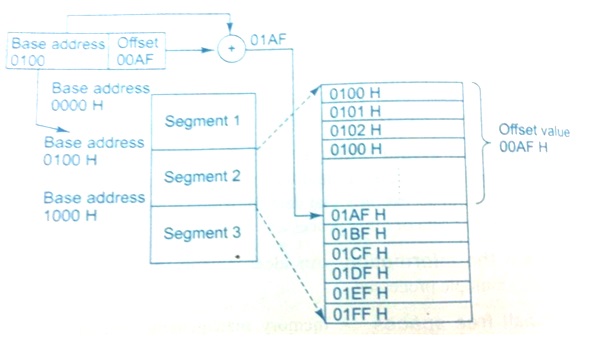 Base address Offset
0100 00AF
+
01AF
Base address
0000 H
Base address
0100 H
Base address
1000 H
Segment 1
Segment 2
Segment 3
0100 H
0101 H
0102 H
0100 H
01AF H
01BF H
01CF H
01DF H
01EF H
01FF H
Offset value
00AF H